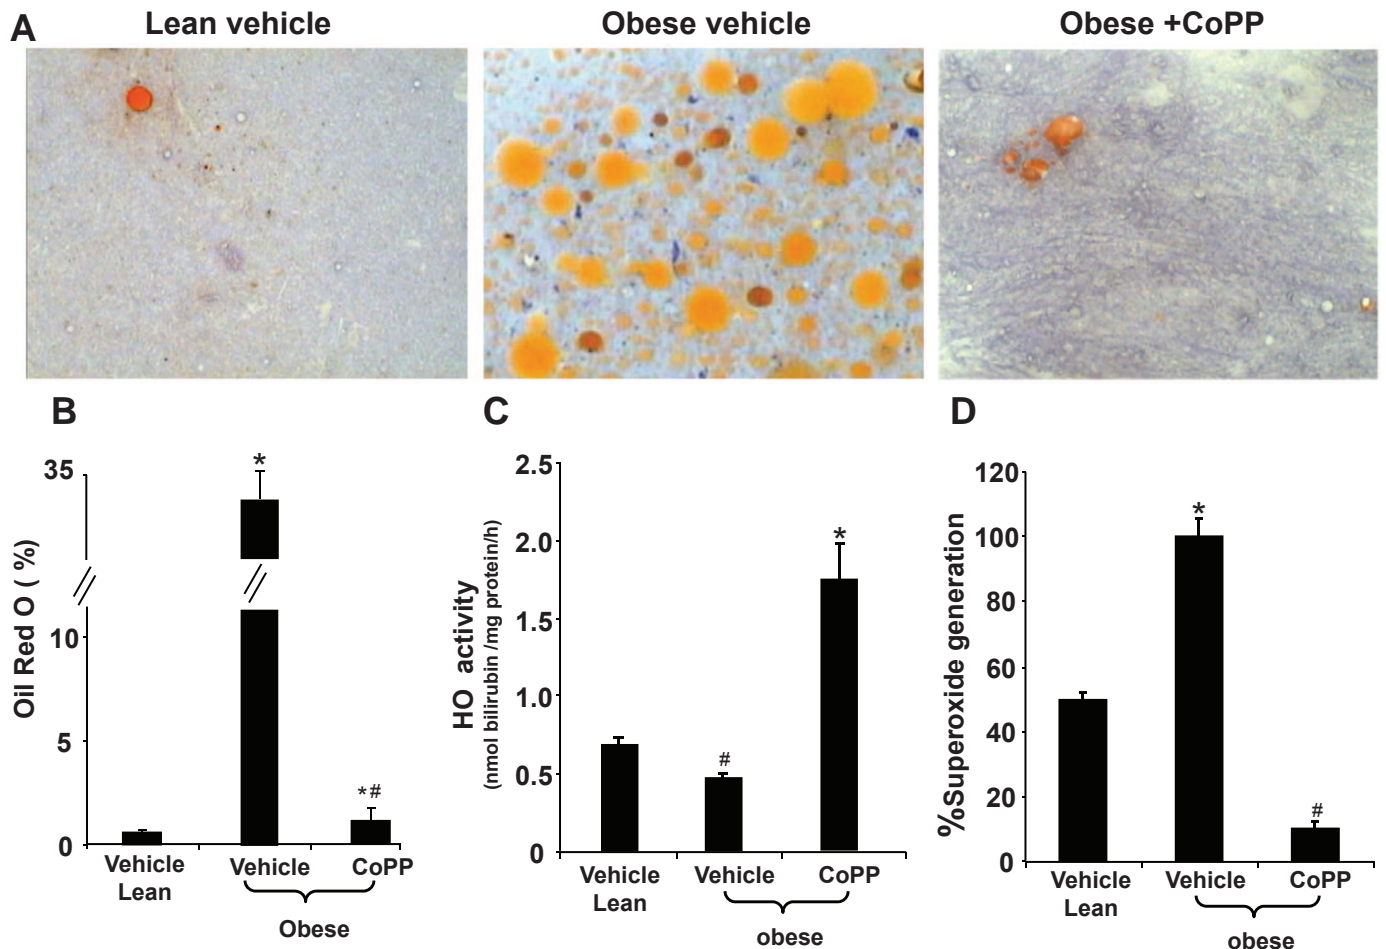 A
Lean vehicle
Obese vehicle
Obese +CoPP
B
35
10
5
0
Oil Red O ( %)
*
*#
Vehicle
Lean
Vehicle
CoPP
Obese
C
2.5
2.0
1.5
1.0
0.5
0
HO activity
(nmol bilirubin /mg protein/h)
#
*
Vehicle
Lean
Vehicle
CoPP
obese
D
120
100
80
60
40
20
0
%Superoxide generation
*
#
Vehicle
Lean
Vehicle
CoPP
obese